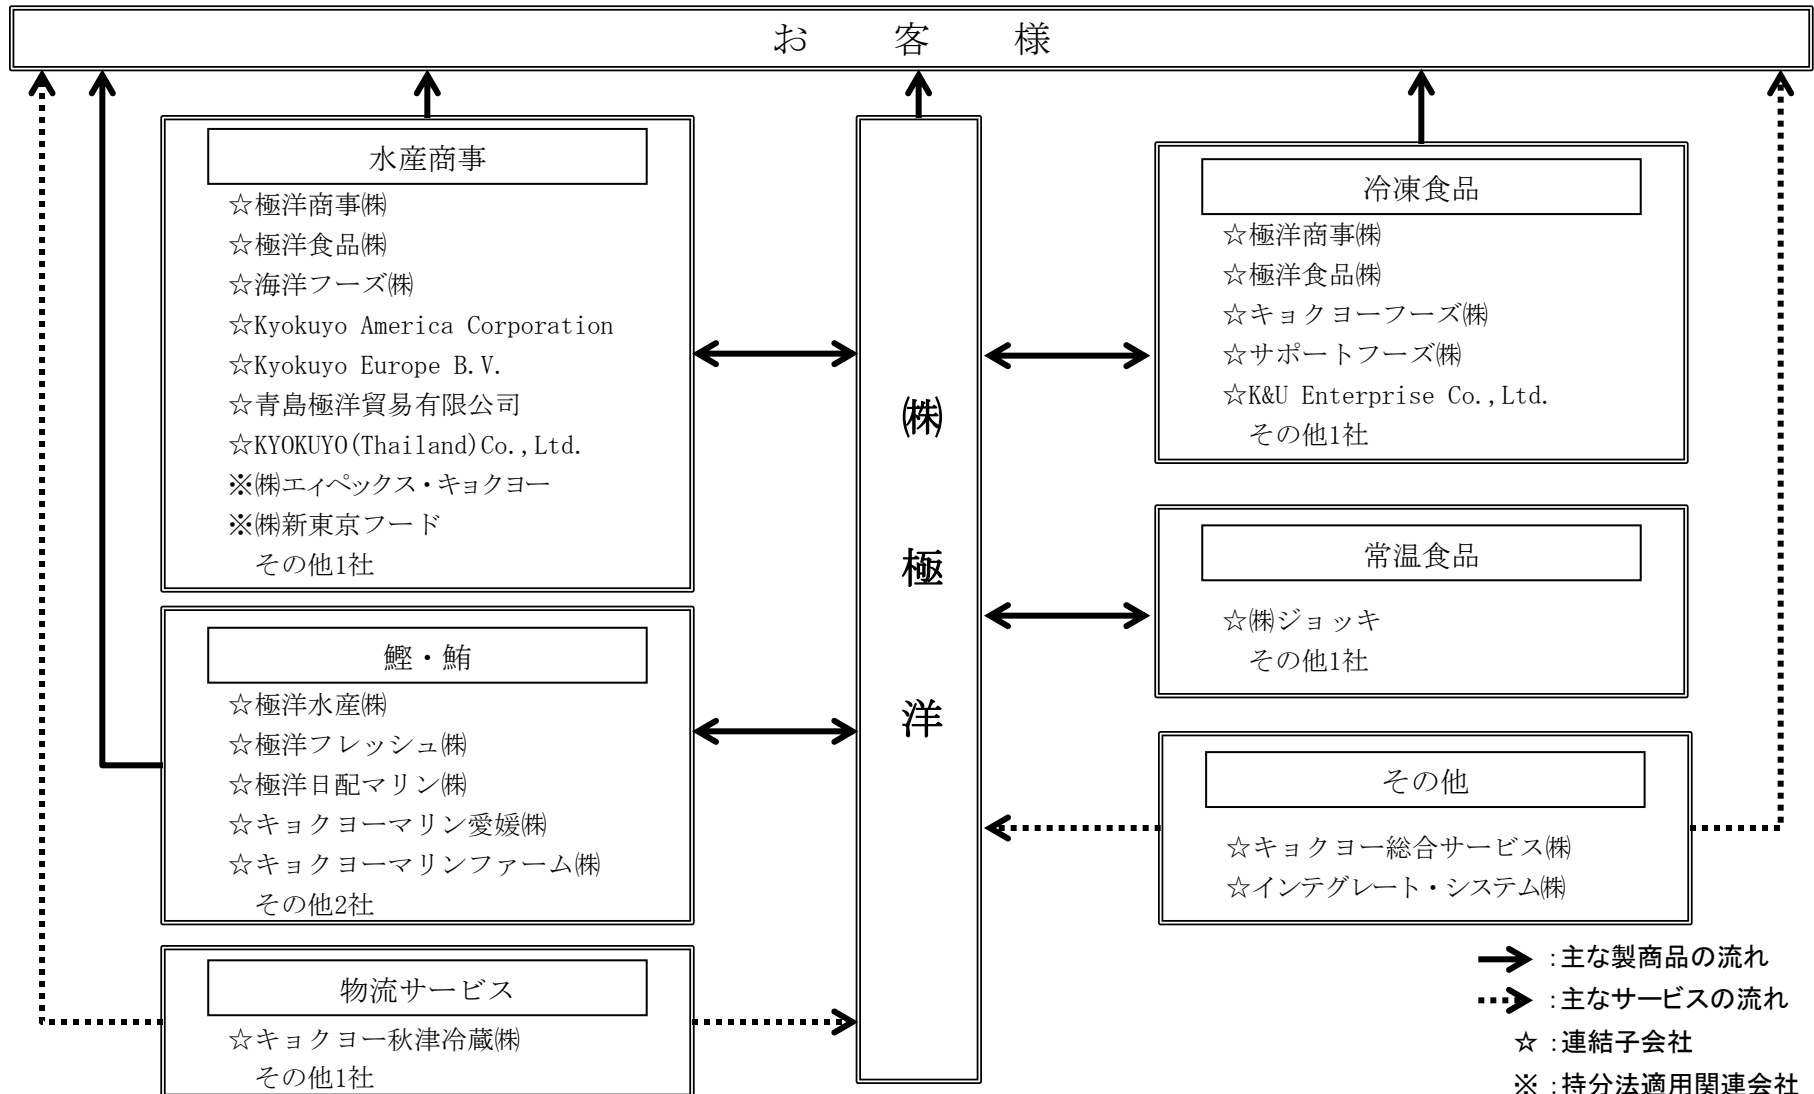 お客様
水産商事
☆極洋商事㈱
☆極洋食品㈱
☆海洋フーズ㈱
☆Kyokuyo America Corporation
☆Kyokuyo Europe B.V.
☆青島極洋貿易有限公司
☆KYOKUYO(Thailand)Co.,Ltd.
※㈱エィペックス・キョクヨー
※㈱新東京フード
その他1社
鰹・鮪
☆極洋水産㈱
☆極洋フレッシュ㈱
☆極洋日配マリン㈱
☆キョクヨーマリン愛媛㈱
☆キョクヨーマリンファーム㈱
その他2社
物流サービス
☆キョクヨー秋津冷蔵㈱
その他1社
㈱極洋
冷凍食品
☆極洋商事㈱
☆極洋食品㈱
☆キョクヨーフーズ㈱
☆サポートフーズ㈱
☆K&U Enterprise Co.,Ltd.
その他1社
常温食品
☆㈱ジョッキ
その他1社
その他
☆キョクヨー総合サービス㈱
☆インテグレート・システム㈱
：主な製商品の流れ
：主なサービスの流れ
☆：連結子会社
※：持分法適用関連会社